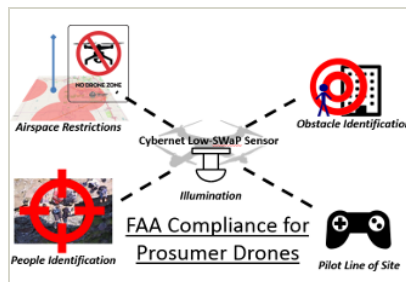 NO DRONE ZONE
Airspace Restrictions
Obstacle Identification
Cybernet Low-SWaP Sensor
Illumination
FAA Compliance for
Prosumer Drones
People Identification
Pilot Line of Site